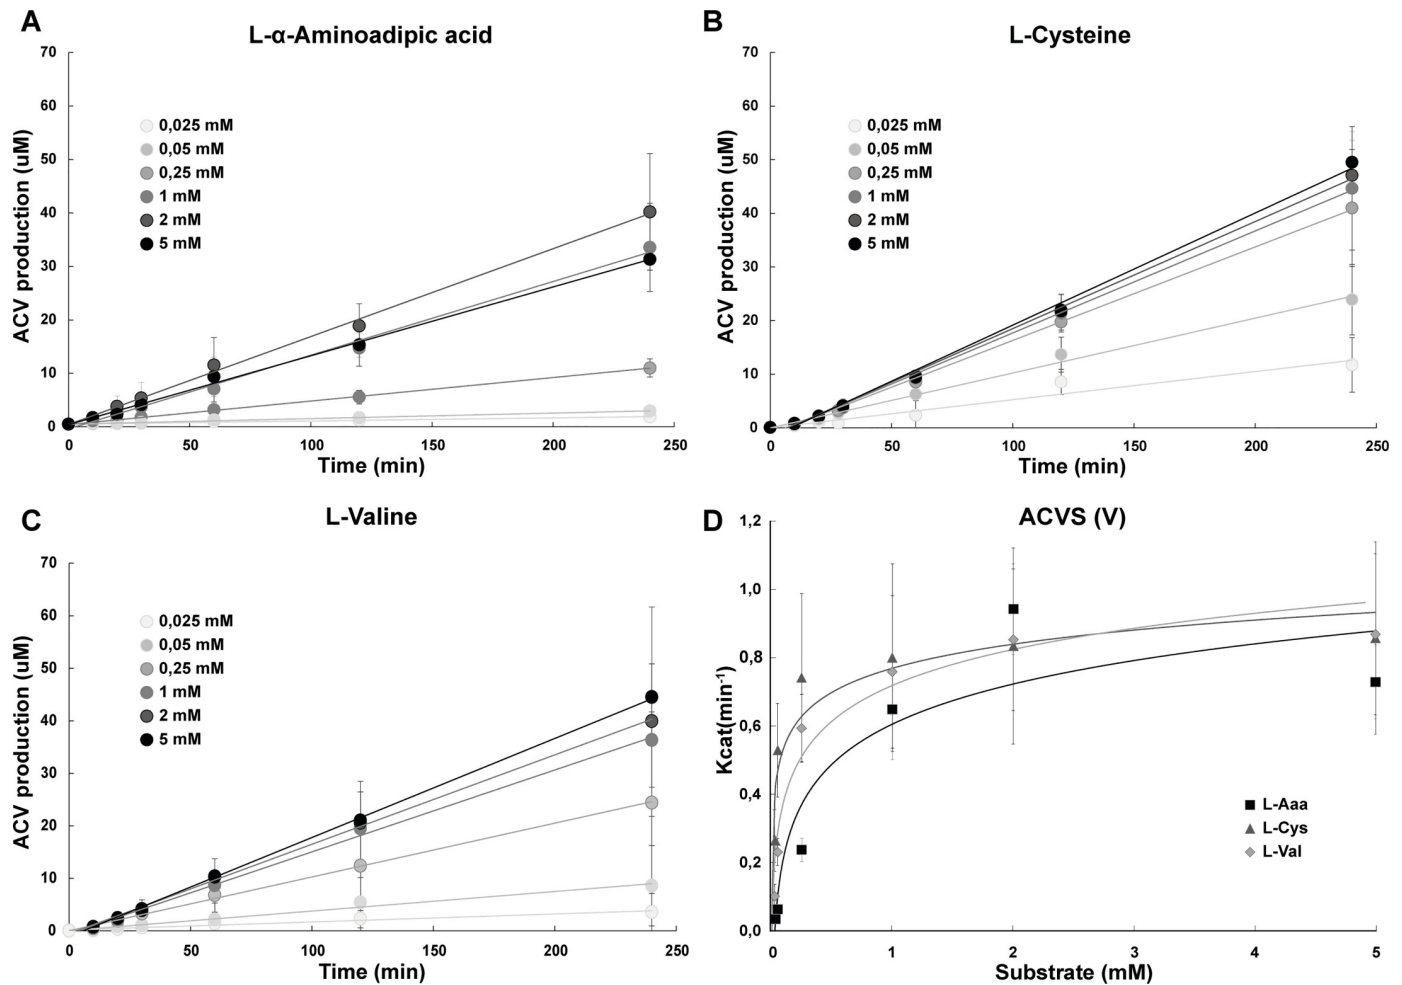 A
L-α-Aminoadipic acid
70
60
50
40
30
20
10
0
ACV production (uM)
0,025 mM
0,05 mM
0,25 mM
1 mM
2 mM
5 mM
0 50 100 150 200 250
Time (min)
B
L-Cysteine
70
60
50
40
30
20
10
0
ACV production (uM)
0,025 mM
0,05 mM
0,25 mM
1 mM
2 mM
5 mM
0 50 100 150 200 250
Time (min)
C
L-Valine
70
60
50
40
30
20
10
0
ACV production (uM)
0,025 mM
0,05 mM
0,25 mM
1 mM
2 mM
5 mM
0 50 100 150 200 250
Time (min)
D
ACVS (V)
1,2
1,0
0,8
0,6
0,4
0,2
0,0
Kcat(min⁻¹)
L-Aaa
L-Cys
L-Val
0 1 2 3 4 5
Substrate (mM)